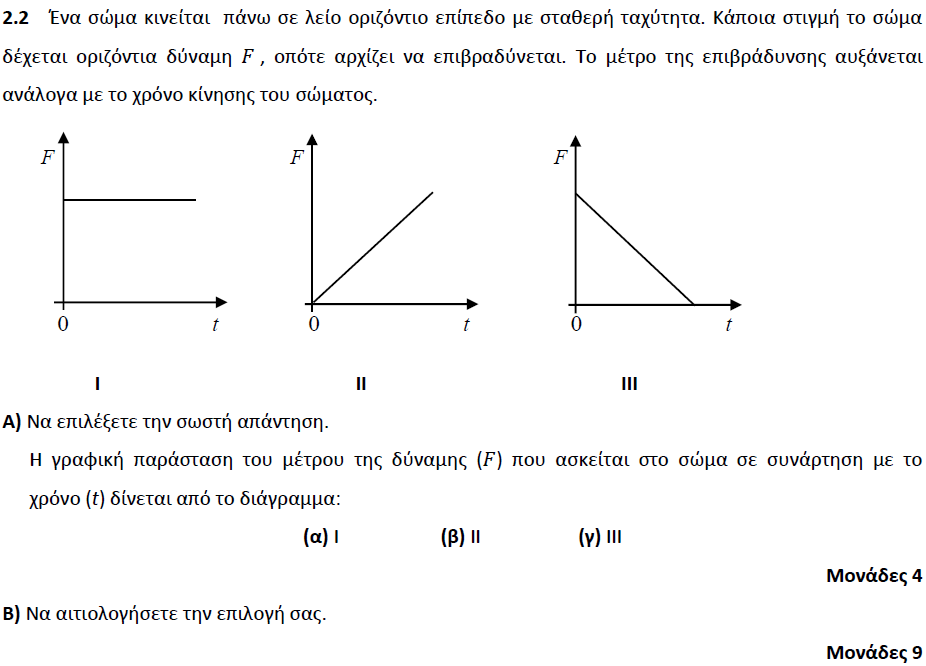 2.2 Ένα σώμα κινείται πάνω σε λείο οριζόντιο επίπεδο με σταθερή ταχύτητα. Κάποια στιγμή το σώμα
δέχεται οριζόντια δύναμη F , οπότε αρχίζει να επιβραδύνεται. Το μέτρο της επιβράδυνσης αυξάνεται
ανάλογα με το χρόνο κίνησης του σώματος.
F F F
0 t 0 t 0 t
I II III
Α) Να επιλέξετε την σωστή απάντηση.
Η γραφική παράσταση του μέτρου της δύναμης (F) που ασκείται στο σώμα σε συνάρτηση με το
χρόνο (t) δίνεται από το διάγραμμα:
(α) I (β) II (γ) III
Μονάδες 4
Β) Να αιτιολογήσετε την επιλογή σας.
Μονάδες 9